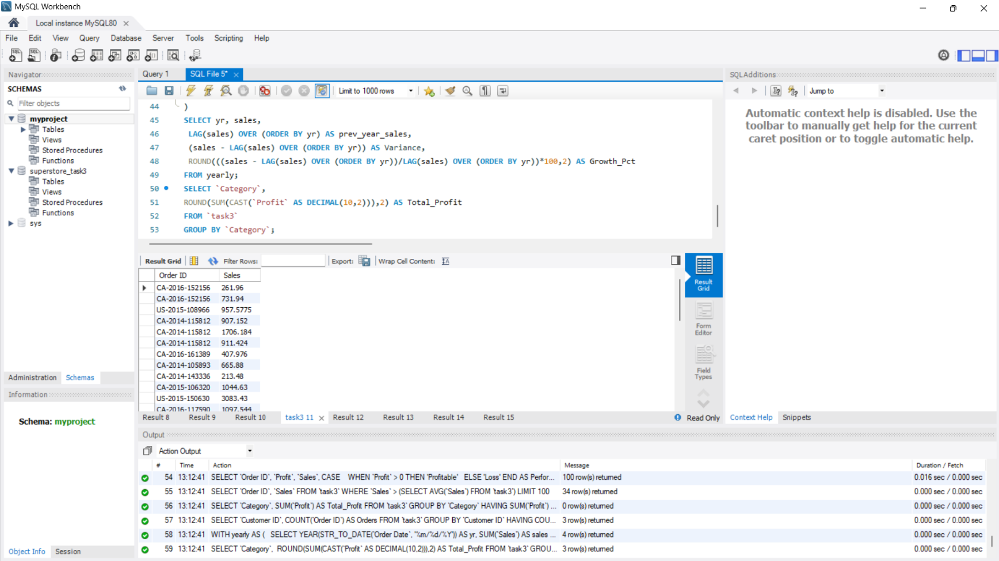 MySQL Workbench
Local instance MySQL80
File Edit View Query Database Server Tools Scripting Help
Navigator
SCHEMAS
Filter objects
myproject
Tables
Views
Stored Procedures
Functions
superstore_task3
Tables
Views
Stored Procedures
Functions
sys
Administration Schemas
Information
Schema: myproject
Object Info Session
Query 1 SQL File 5*
Limit to 1000 rows
44 )
45 SELECT yr, sales,
46 LAG(sales) OVER (ORDER BY yr) AS prev_year_sales,
47 (sales - LAG(sales) OVER (ORDER BY yr)) AS Variance,
48 ROUND(((sales - LAG(sales) OVER (ORDER BY yr))/LAG(sales) OVER (ORDER BY yr))*100,2) AS Growth_Pct
49 FROM yearly;
50 SELECT `Category`,
51 ROUND(SUM(CAST(`Profit` AS DECIMAL(10,2))),2) AS Total_Profit
52 FROM `task3`
53 GROUP BY `Category`;
Result Grid Filter Rows: Export: Wrap Cell Content:
Order ID Sales
CA-2016-152156 261.96
CA-2016-152156 731.94
US-2015-108966 957.5775
CA-2014-115812 907.152
CA-2014-115812 1706.184
CA-2014-115812 911.424
CA-2016-161389 407.976
CA-2014-105893 665.88
CA-2014-143336 213.48
CA-2015-106320 1044.63
US-2015-150630 3083.43
CA-2016-117590 1097.544
Result Grid
Form Editor
Field Types
Result 8 Result 9 Result 10 task3 11 Result 12 Result 13 Result 14 Result 15 Read Only
SQLAdditions
Jump to
Automatic context help is disabled. Use the
toolbar to manually get help for the current
caret position or to toggle automatic help.
Context Help Snippets
Output
Action Output
# Time Action Message Duration / Fetch
54 13:12:41 SELECT `Order ID`, `Profit`, `Sales`, CASE WHEN `Profit` > 0 THEN 'Profitable' ELSE 'Loss' END AS Perfor... 100 row(s) returned 0.016 sec / 0.000 sec
55 13:12:41 SELECT `Order ID`, `Sales` FROM `task3` WHERE `Sales` > (SELECT AVG(`Sales`) FROM `task3`) LIMIT 100 34 row(s) returned 0.000 sec / 0.000 sec
56 13:12:41 SELECT `Category`, SUM(`Profit`) AS Total_Profit FROM `task3` GROUP BY `Category` HAVING SUM(`Profit`) ... 0 row(s) returned 0.000 sec / 0.000 sec
57 13:12:41 SELECT `Customer ID`, COUNT(`Order ID`) AS Orders FROM `task3` GROUP BY `Customer ID` HAVING COU... 3 row(s) returned 0.000 sec / 0.000 sec
58 13:12:41 WITH yearly AS ( SELECT YEAR(STR_TO_DATE(`Order Date`, "%m/%d/%Y")) AS yr, SUM(`Sales`) AS sales ... 4 row(s) returned 0.000 sec / 0.000 sec
59 13:12:41 SELECT `Category`, ROUND(SUM(CAST(`Profit` AS DECIMAL(10,2))),2) AS Total_Profit FROM `task3` GROU... 3 row(s) returned 0.000 sec / 0.000 sec